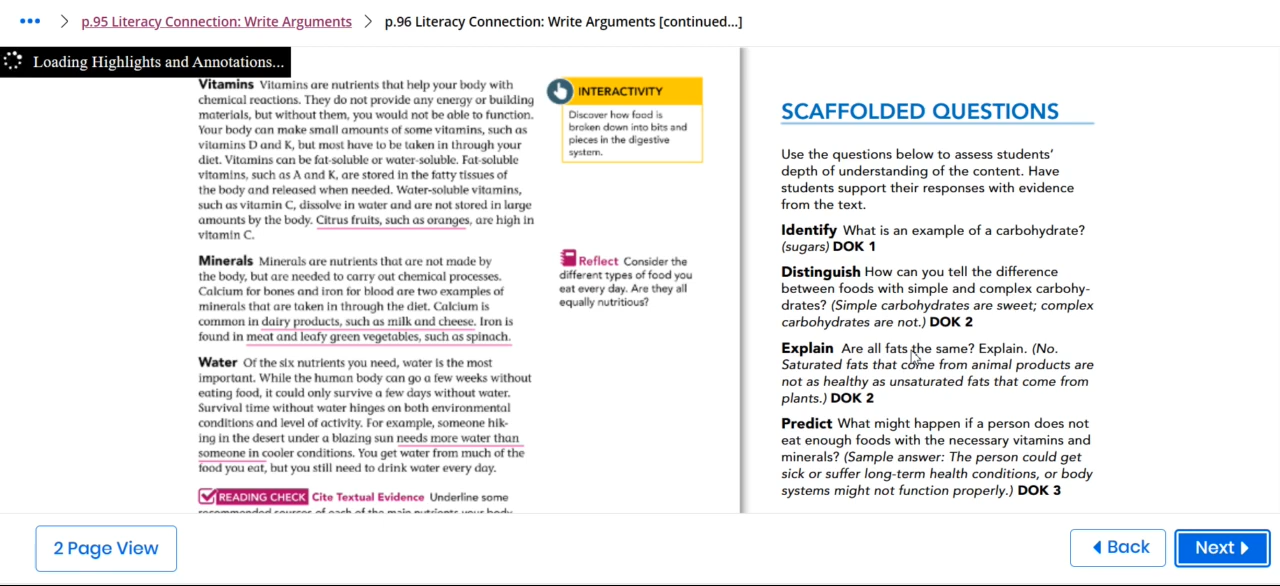 ••• > p.95 Literacy Connection: Write Arguments > p.96 Literacy Connection: Write Arguments [continued...]
Loading Highlights and Annotations...
Vitamins Vitamins are nutrients that help your body with
chemical reactions. They do not provide any energy or building
materials, but without them, you would not be able to function.
Your body can make small amounts of some vitamins, such as
vitamins D and K, but most have to be taken in through your
diet. Vitamins can be fat-soluble or water-soluble. Fat-soluble
vitamins, such as A and K, are stored in the fatty tissues of
the body and released when needed. Water-soluble vitamins,
such as vitamin C, dissolve in water and are not stored in large
amounts by the body. Citrus fruits, such as oranges, are high in
vitamin C.
Minerals Minerals are nutrients that are not made by
the body, but are needed to carry out chemical processes.
Calcium for bones and iron for blood are two examples of
minerals that are taken in through the diet. Calcium is
common in dairy products, such as milk and cheese. Iron is
found in meat and leafy green vegetables, such as spinach.
Water Of the six nutrients you need, water is the most
important. While the human body can go a few weeks without
eating food, it could only survive a few days without water.
Survival time without water hinges on both environmental
conditions and level of activity. For example, someone hik-
ing in the desert under a blazing sun needs more water than
someone in cooler conditions. You get water from much of the
food you eat, but you still need to drink water every day.
READING CHECK Cite Textual Evidence Underline some
recommended sources of each of the main nutrients your body
INTERACTIVITY
Discover how food is
broken down into bits and
pieces in the digestive
system.
Reflect Consider the
different types of food you
eat every day. Are they all
equally nutritious?
SCAFFOLDED QUESTIONS
Use the questions below to assess students'
depth of understanding of the content. Have
students support their responses with evidence
from the text.
Identify What is an example of a carbohydrate?
(sugars) DOK 1
Distinguish How can you tell the difference
between foods with simple and complex carbohy-
drates? (Simple carbohydrates are sweet; complex
carbohydrates are not.) DOK 2
Explain Are all fats the same? Explain. (No.
Saturated fats that come from animal products are
not as healthy as unsaturated fats that come from
plants.) DOK 2
Predict What might happen if a person does not
eat enough foods with the necessary vitamins and
minerals? (Sample answer: The person could get
sick or suffer long-term health conditions, or body
systems might not function properly.) DOK 3
2 Page View
Back
Next